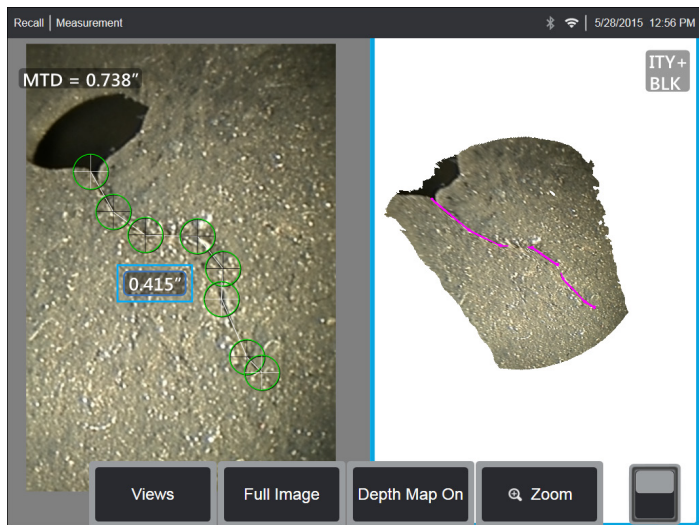 Recall | Measurement
5/28/2015 12:56 PM
MTD = 0.738"
ITY+
BLK
0.415"
Views
Full Image
Depth Map On
Zoom